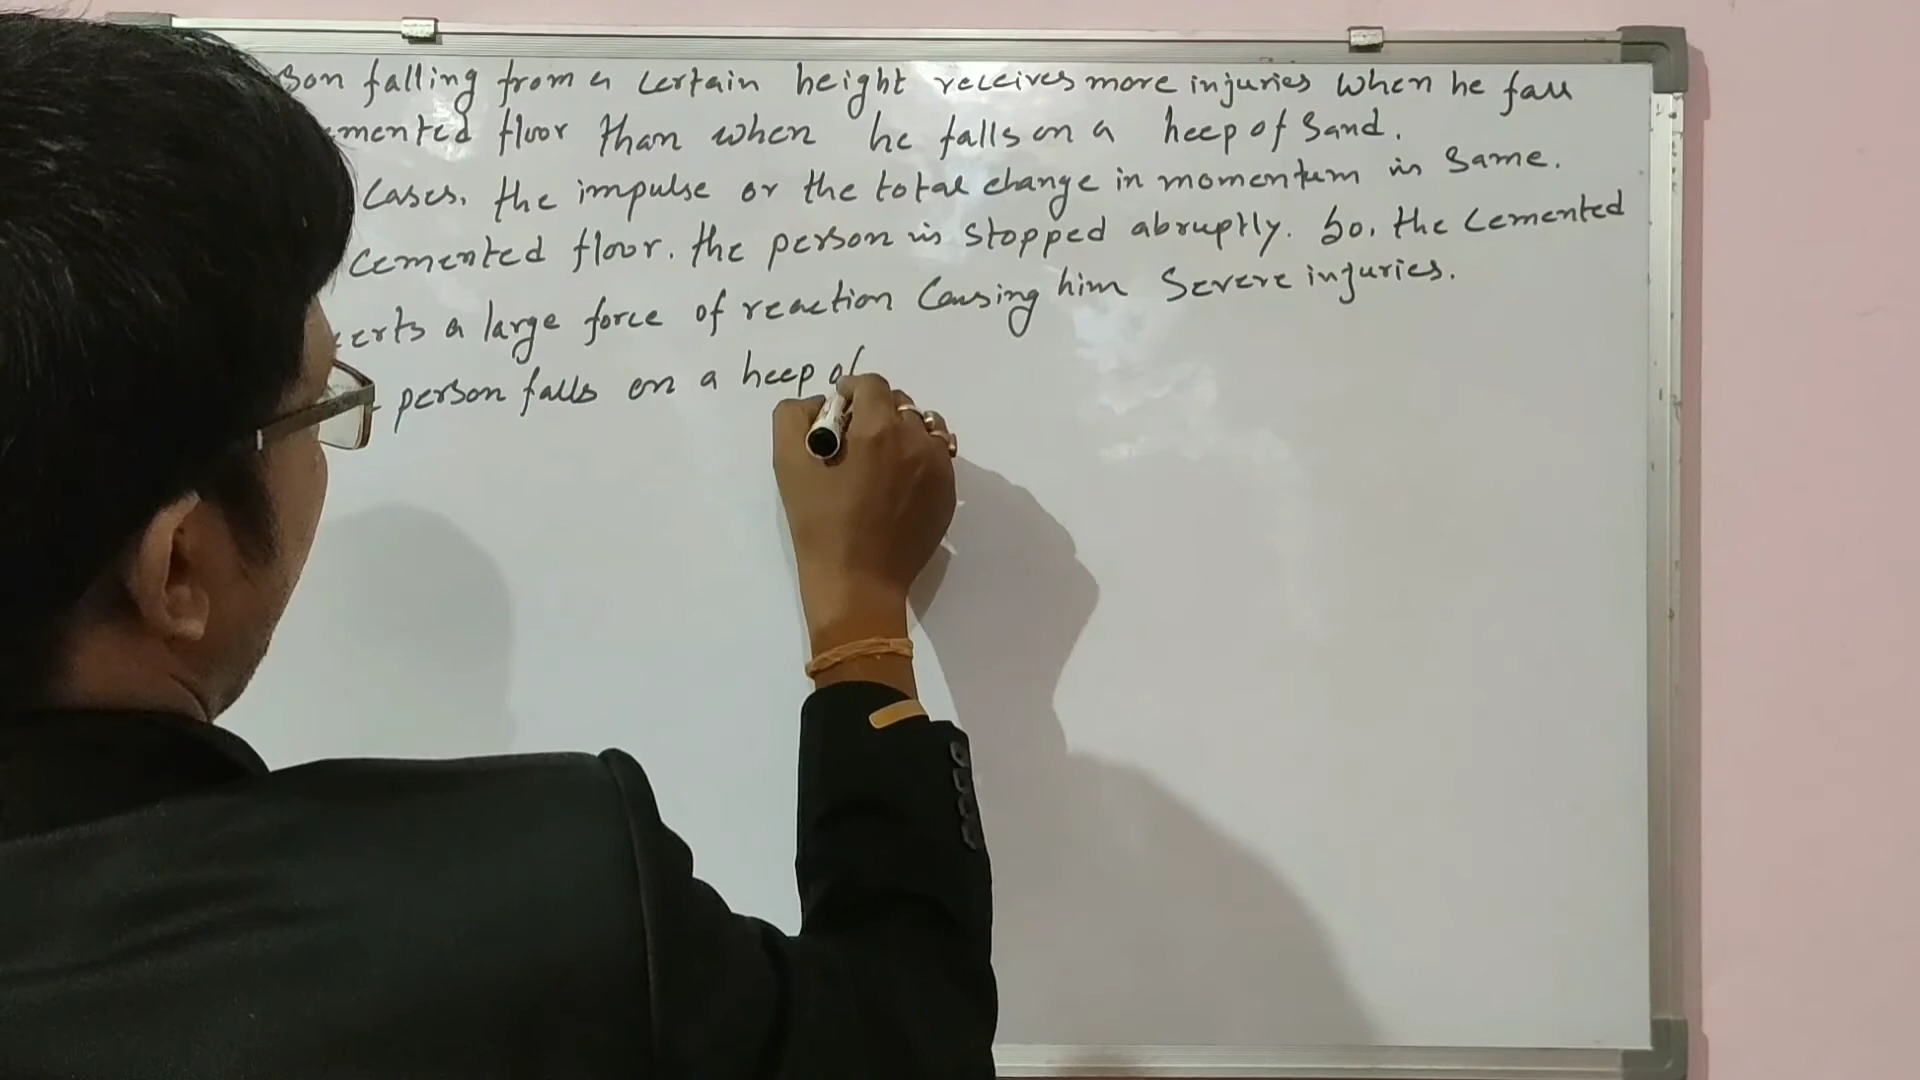 son falling from a certain height receives more injuries when he fall
mented floor than when he falls on a heep of sand.
cases, the impulse or the total change in momentum is same.
cemented floor, the person is stopped abruptly. So, the cemented
erts a large force of reaction causing him severe injuries.
person falls on a heep of